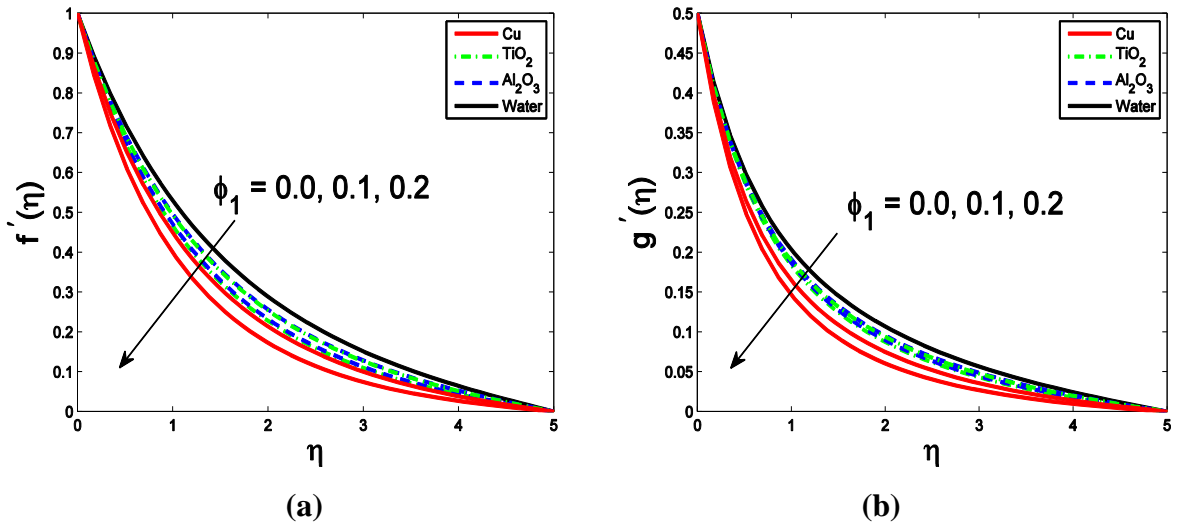 1
0.9
0.8
0.7
0.6
0.5
0.4
0.3
0.2
0.1
0
0 1 2 3 4 5
f ′(η)
η
Cu
TiO₂
Al₂O₃
Water
ϕ₁ = 0.0, 0.1, 0.2
(a)
0.5
0.45
0.4
0.35
0.3
0.25
0.2
0.15
0.1
0.05
0
0 1 2 3 4 5
g ′(η)
η
Cu
TiO₂
Al₂O₃
Water
ϕ₁ = 0.0, 0.1, 0.2
(b)